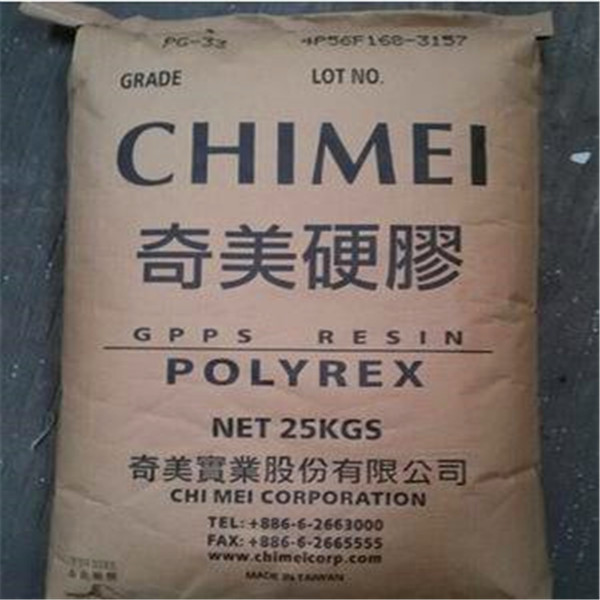 PG-33 4P56F168-3157
GRADE LOT NO.
CHIMEI
奇美硬膠
GPPS RESIN
POLYREX
NET 25KGS
奇美實業股份有限公司
CHI MEI CORPORATION
TEL: +886-6-2663000
FAX: +886-6-2665555
www.chimeicorp.com
MADE IN TAIWAN